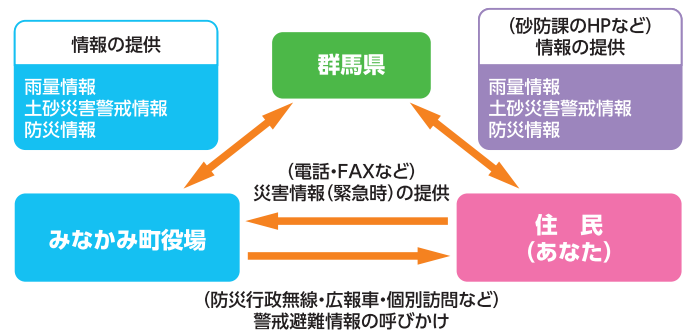 情報の提供
雨量情報
土砂災害警戒情報
防災情報
群馬県
(砂防課のHPなど)
情報の提供
雨量情報
土砂災害警戒情報
防災情報
(電話・FAXなど)
災害情報(緊急時)の提供
みなかみ町役場
住　民
(あなた)
(防災行政無線・広報車・個別訪問など)
警戒避難情報の呼びかけ